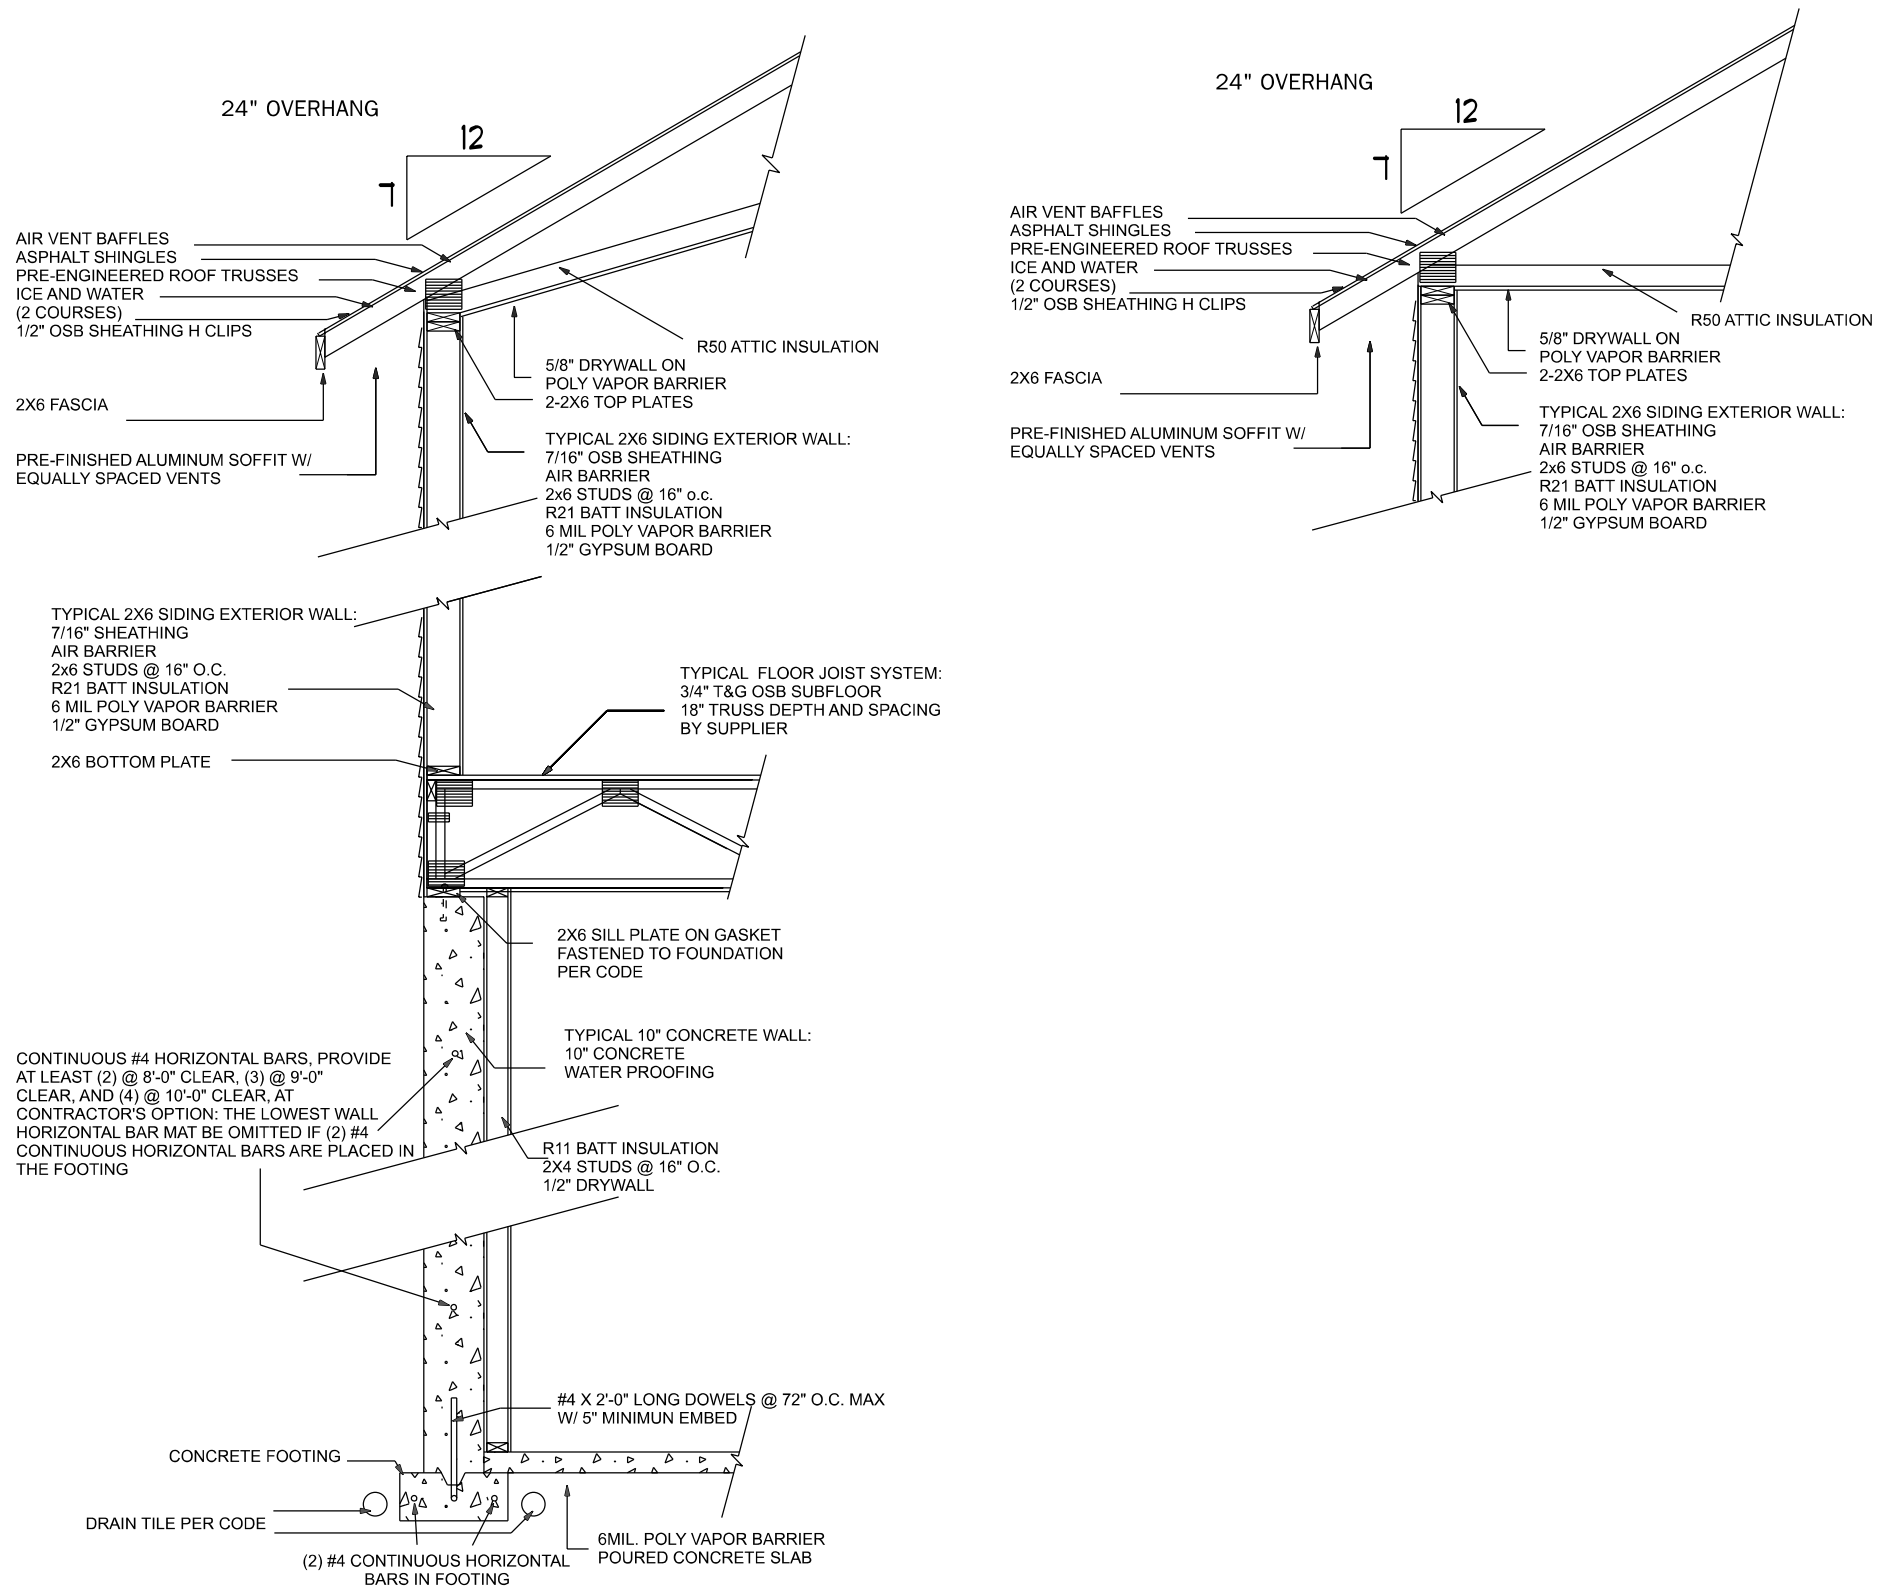 24" OVERHANG
12
7
AIR VENT BAFFLES
ASPHALT SHINGLES
PRE-ENGINEERED ROOF TRUSSES
ICE AND WATER
(2 COURSES)
1/2" OSB SHEATHING H CLIPS
2X6 FASCIA
PRE-FINISHED ALUMINUM SOFFIT W/
EQUALLY SPACED VENTS
R50 ATTIC INSULATION
5/8" DRYWALL ON
POLY VAPOR BARRIER
2-2X6 TOP PLATES
TYPICAL 2X6 SIDING EXTERIOR WALL:
7/16" OSB SHEATHING
AIR BARRIER
2x6 STUDS @ 16" o.c.
R21 BATT INSULATION
6 MIL POLY VAPOR BARRIER
1/2" GYPSUM BOARD
TYPICAL 2X6 SIDING EXTERIOR WALL:
7/16" SHEATHING
AIR BARRIER
2x6 STUDS @ 16" O.C.
R21 BATT INSULATION
6 MIL POLY VAPOR BARRIER
1/2" GYPSUM BOARD
2X6 BOTTOM PLATE
TYPICAL FLOOR JOIST SYSTEM:
3/4" T&G OSB SUBFLOOR
18" TRUSS DEPTH AND SPACING
BY SUPPLIER
2X6 SILL PLATE ON GASKET
FASTENED TO FOUNDATION
PER CODE
TYPICAL 10" CONCRETE WALL:
10" CONCRETE
WATER PROOFING
CONTINUOUS #4 HORIZONTAL BARS, PROVIDE
AT LEAST (2) @ 8'-0" CLEAR, (3) @ 9'-0"
CLEAR, AND (4) @ 10'-0" CLEAR, AT
CONTRACTOR'S OPTION: THE LOWEST WALL
HORIZONTAL BAR MAT BE OMITTED IF (2) #4
CONTINUOUS HORIZONTAL BARS ARE PLACED IN
THE FOOTING
R11 BATT INSULATION
2X4 STUDS @ 16" O.C.
1/2" DRYWALL
#4 X 2'-0" LONG DOWELS @ 72" O.C. MAX
W/ 5" MINIMUN EMBED
CONCRETE FOOTING
DRAIN TILE PER CODE
(2) #4 CONTINUOUS HORIZONTAL
BARS IN FOOTING
6MIL. POLY VAPOR BARRIER
POURED CONCRETE SLAB
24" OVERHANG
12
7
AIR VENT BAFFLES
ASPHALT SHINGLES
PRE-ENGINEERED ROOF TRUSSES
ICE AND WATER
(2 COURSES)
1/2" OSB SHEATHING H CLIPS
2X6 FASCIA
PRE-FINISHED ALUMINUM SOFFIT W/
EQUALLY SPACED VENTS
R50 ATTIC INSULATION
5/8" DRYWALL ON
POLY VAPOR BARRIER
2-2X6 TOP PLATES
TYPICAL 2X6 SIDING EXTERIOR WALL:
7/16" OSB SHEATHING
AIR BARRIER
2x6 STUDS @ 16" o.c.
R21 BATT INSULATION
6 MIL POLY VAPOR BARRIER
1/2" GYPSUM BOARD